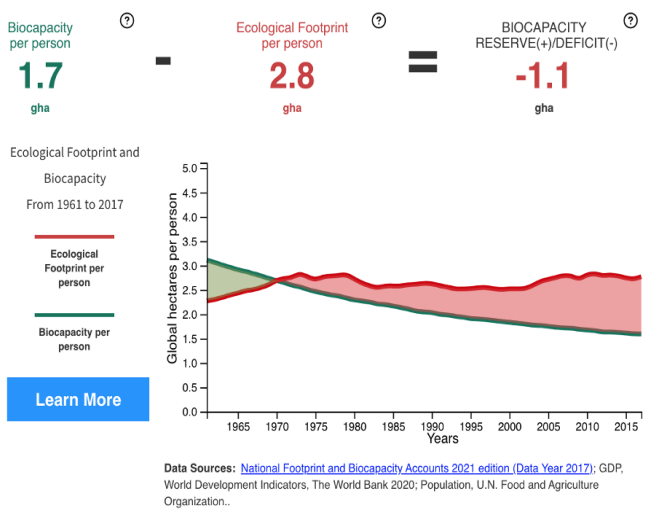 Biocapacity
per person
?
1.7
gha
-
Ecological Footprint
per person
?
2.8
gha
=
BIOCAPACITY
RESERVE(+)/DEFICIT(-)
?
-1.1
gha
Ecological Footprint and
Biocapacity
From 1961 to 2017
Ecological
Footprint per
person
Biocapacity per
person
Learn More
Global hectares per person
5.0
4.5
4.0
3.5
3.0
2.5
2.0
1.5
1.0
0.5
0.0
1965 1970 1975 1980 1985 1990 1995 2000 2005 2010 2015
Years
Data Sources: National Footprint and Biocapacity Accounts 2021 edition (Data Year 2017); GDP,
World Development Indicators, The World Bank 2020; Population, U.N. Food and Agriculture
Organization..